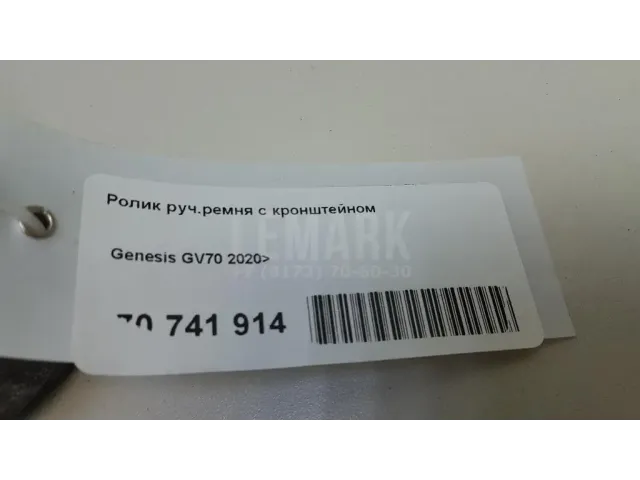 Ролик руч.ремня с кронштейном
LEMARK
Genesis GV70 2020>
70 741 914